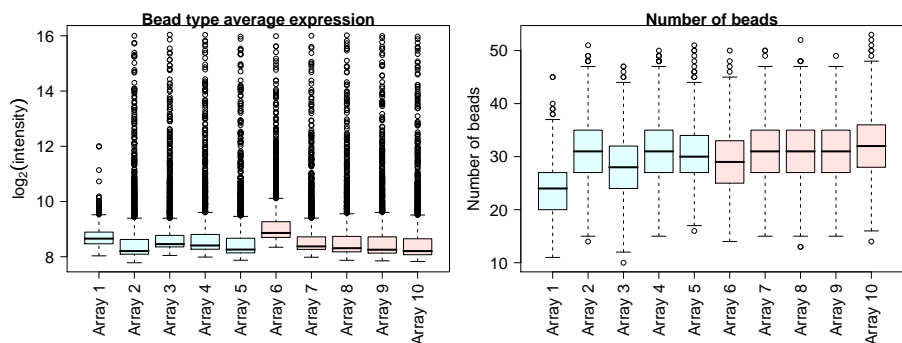 Bead type average expression
log2(intensity)
16
14
12
10
8
Array 1
Array 2
Array 3
Array 4
Array 5
Array 6
Array 7
Array 8
Array 9
Array 10
Number of beads
Number of beads
50
40
30
20
10
Array 1
Array 2
Array 3
Array 4
Array 5
Array 6
Array 7
Array 8
Array 9
Array 10